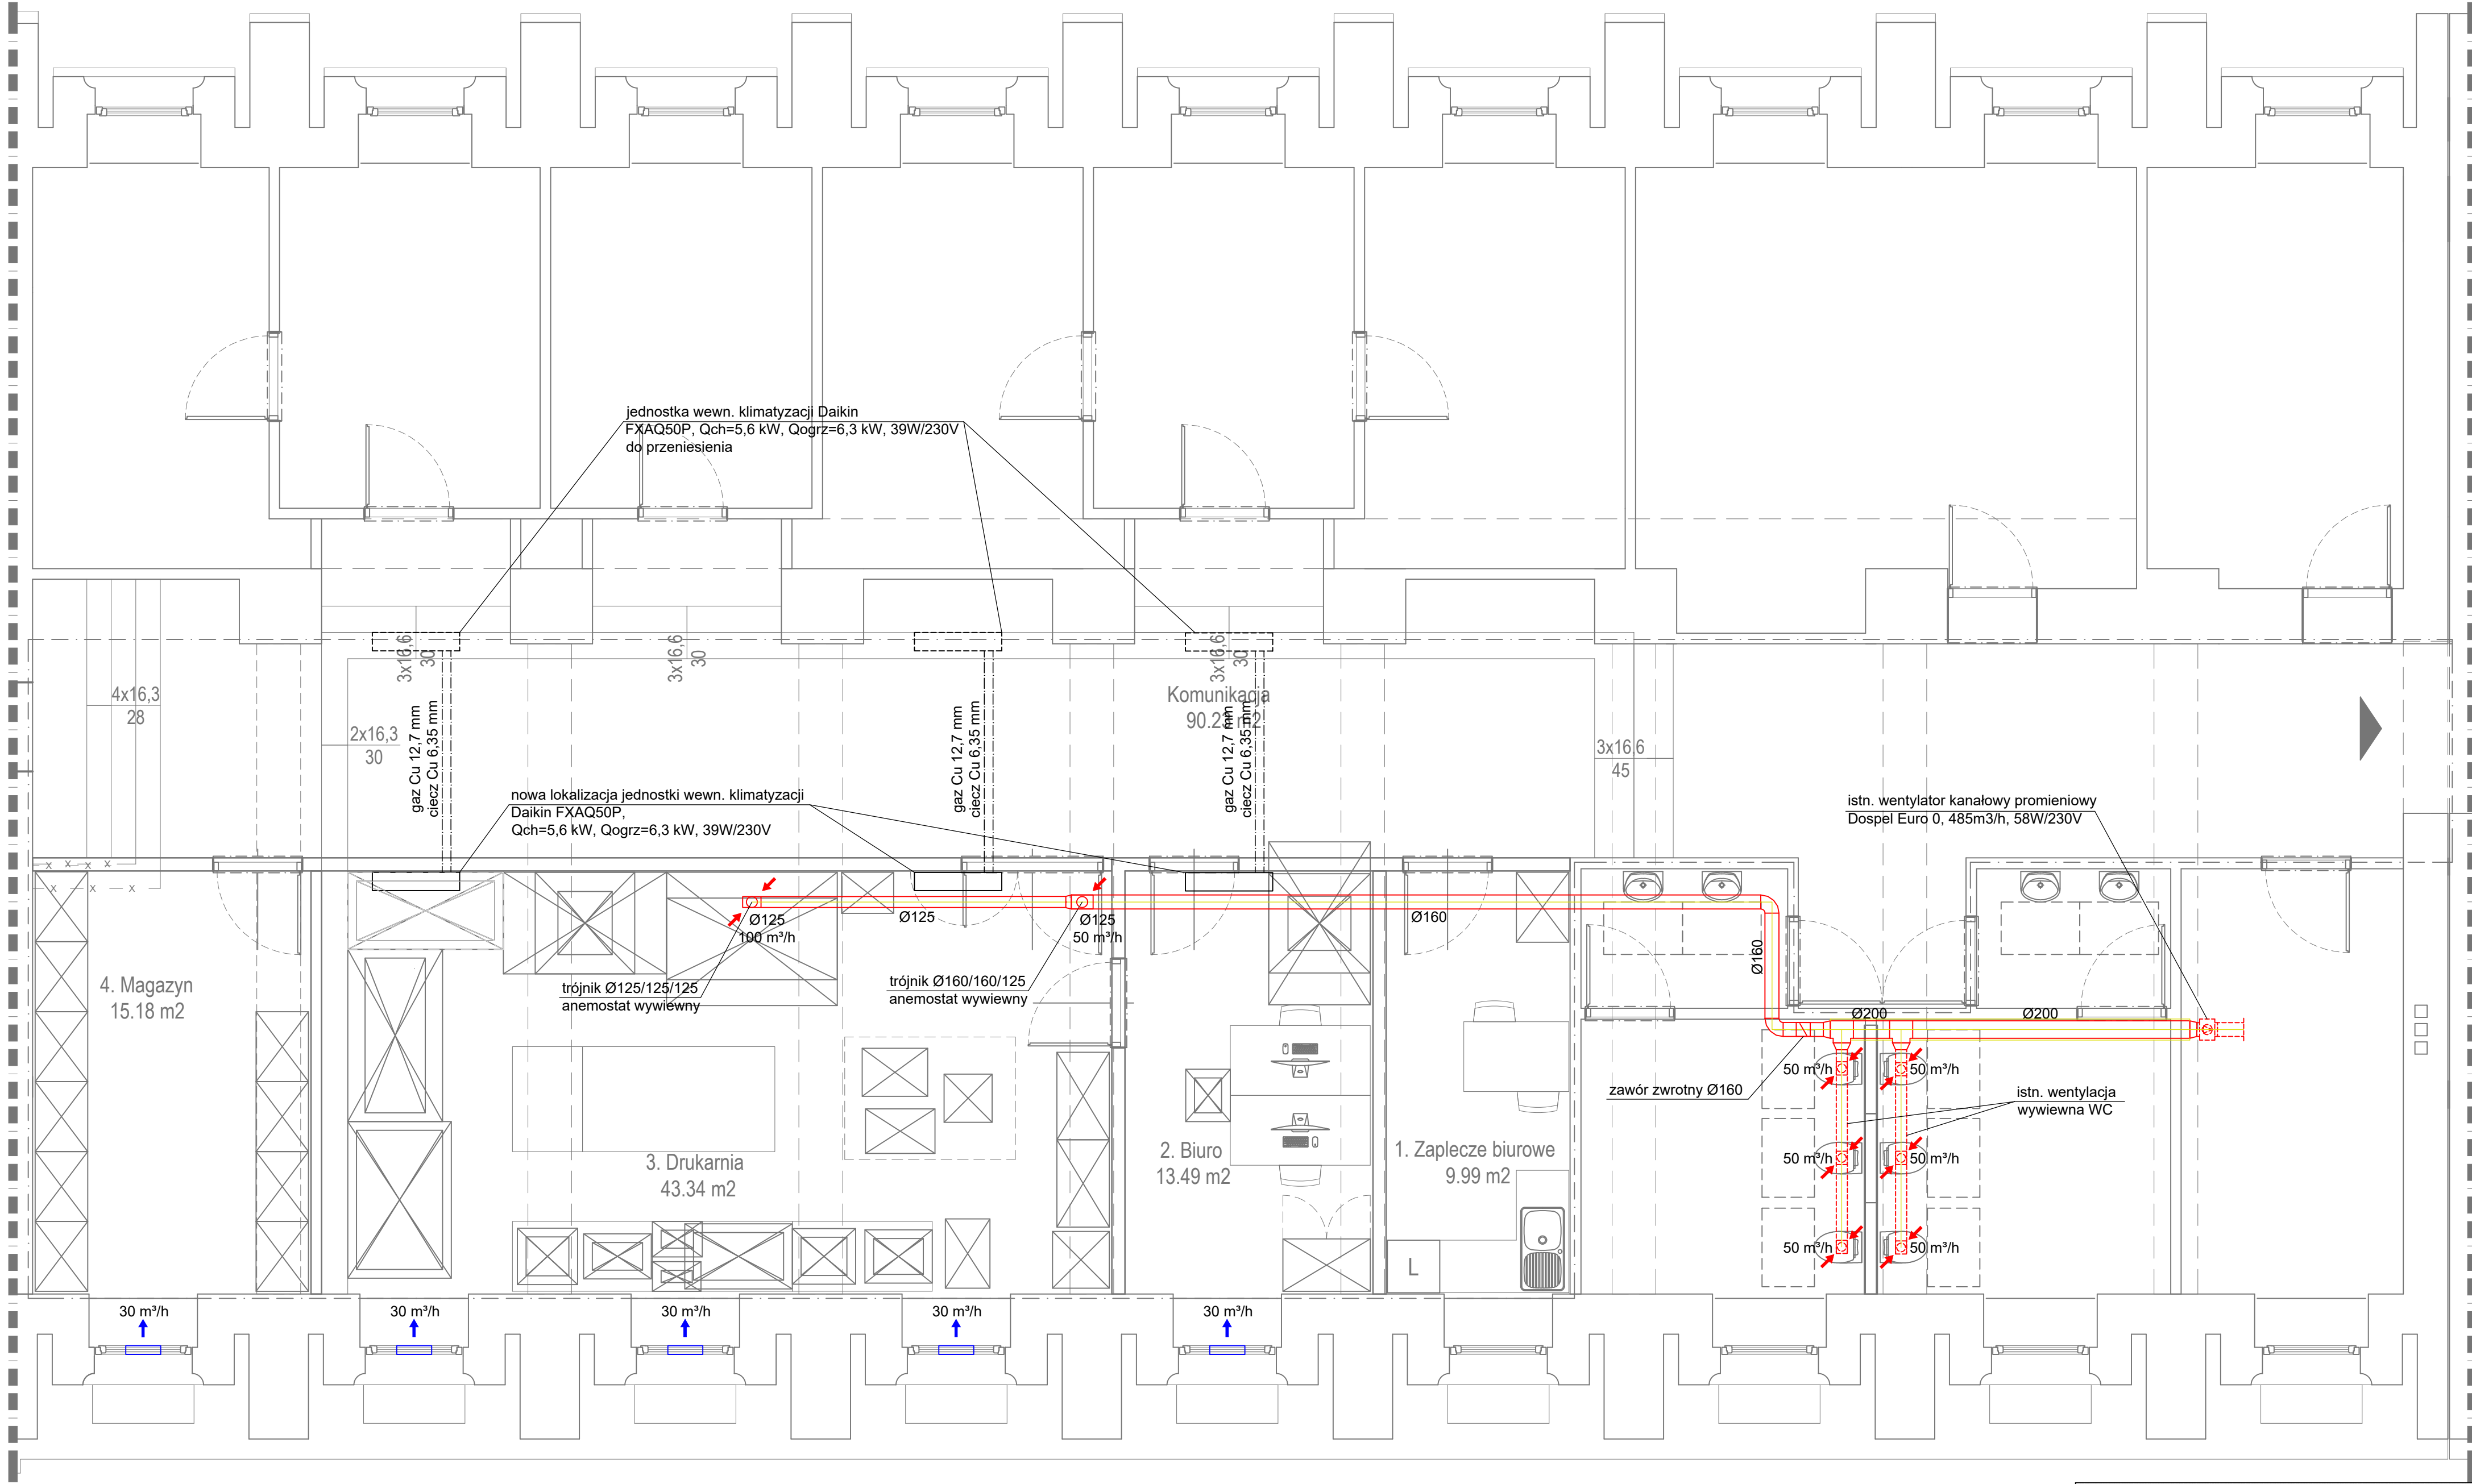 jednostka wewn. klimatyzacji Daikin
FXAQ50P, Qch=5,6 kW, Qogrz=6,3 kW, 39W/230V
do przeniesienia
3x16,6
30
3x16,6
30
3x16,6
30
4x16,3
28
2x16,3
30
gaz Cu 12,7 mm
ciecz Cu 6,35 mm
gaz Cu 12,7 mm
ciecz Cu 6,35 mm
Komunikacja
90.23 m2
gaz Cu 12,7 mm
ciecz Cu 6,35 mm
3x16,6
45
nowa lokalizacja jednostki wewn. klimatyzacji
Daikin FXAQ50P,
Qch=5,6 kW, Qogrz=6,3 kW, 39W/230V
istn. wentylator kanałowy promieniowy
Dospel Euro 0, 485m3/h, 58W/230V
Ø125
100 m³/h
Ø125
Ø125
50 m³/h
Ø160
Ø160
trójnik Ø125/125/125
anemostat wywiewny
trójnik Ø160/160/125
anemostat wywiewny
4. Magazyn
15.18 m2
Ø200
Ø200
50 m³/h
50 m³/h
zawór zwrotny Ø160
istn. wentylacja
wywiewna WC
3. Drukarnia
43.34 m2
2. Biuro
13.49 m2
1. Zaplecze biurowe
9.99 m2
50 m³/h
50 m³/h
50 m³/h
50 m³/h
L
30 m³/h
30 m³/h
30 m³/h
30 m³/h
30 m³/h